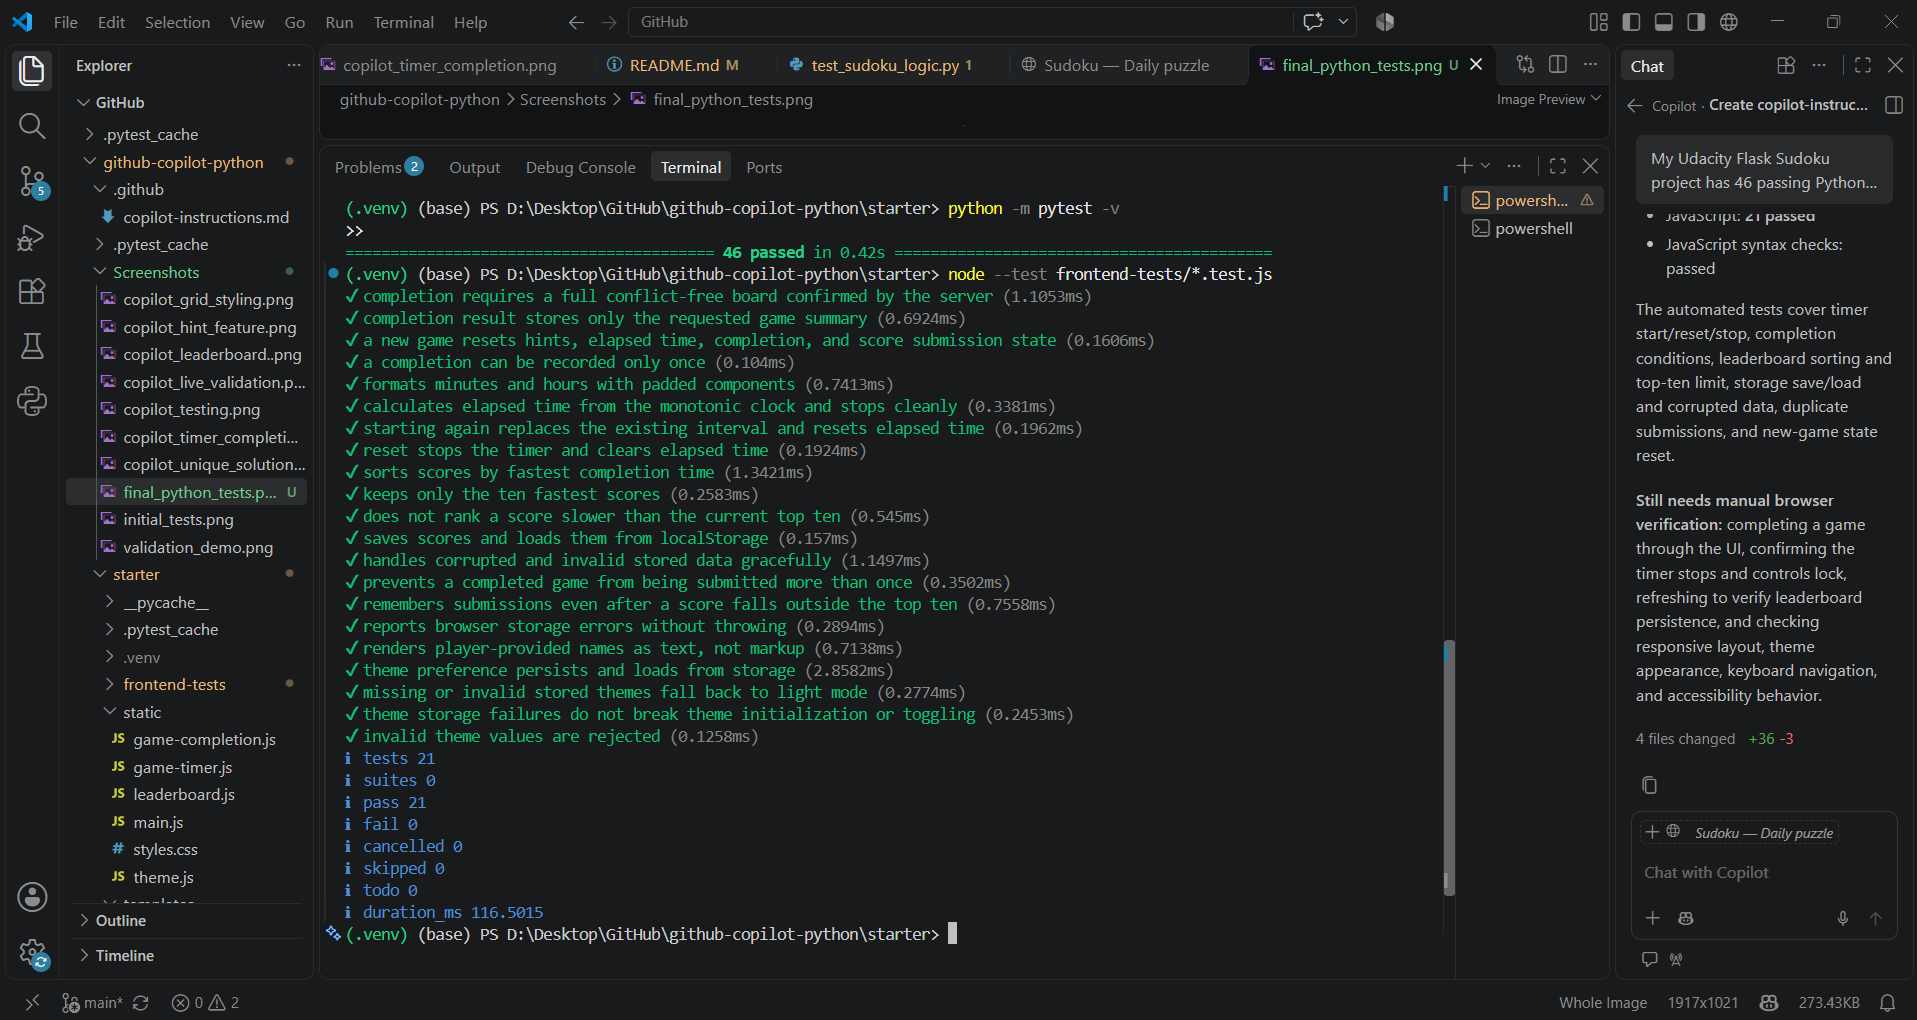 File Edit Selection View Go Run Terminal Help
GitHub
Explorer
GitHub
.pytest_cache
github-copilot-python
.github
copilot-instructions.md
.pytest_cache
Screenshots
copilot_grid_styling.png
copilot_hint_feature.png
copilot_leaderboard..png
copilot_live_validation.p...
copilot_testing.png
copilot_timer_completi...
copilot_unique_solution...
final_python_tests.p... U
initial_tests.png
validation_demo.png
starter
__pycache__
.pytest_cache
.venv
frontend-tests
static
JS game-completion.js
JS game-timer.js
JS leaderboard.js
JS main.js
# styles.css
JS theme.js
templates
Outline
Timeline
5
copilot_timer_completion.png
README.md M
test_sudoku_logic.py 1
Sudoku — Daily puzzle
final_python_tests.png U
github-copilot-python > Screenshots > final_python_tests.png
Image Preview
Problems 2 Output Debug Console Terminal Ports
powersh...
powershell
(.venv) (base) PS D:\Desktop\GitHub\github-copilot-python\starter> python -m pytest -v
>>
========================================= 46 passed in 0.42s ==========================================
(.venv) (base) PS D:\Desktop\GitHub\github-copilot-python\starter> node --test frontend-tests/*.test.js
✓ completion requires a full conflict-free board confirmed by the server (1.1053ms)
✓ completion result stores only the requested game summary (0.6924ms)
✓ a new game resets hints, elapsed time, completion, and score submission state (0.1606ms)
✓ a completion can be recorded only once (0.104ms)
✓ formats minutes and hours with padded components (0.7413ms)
✓ calculates elapsed time from the monotonic clock and stops cleanly (0.3381ms)
✓ starting again replaces the existing interval and resets elapsed time (0.1962ms)
✓ reset stops the timer and clears elapsed time (0.1924ms)
✓ sorts scores by fastest completion time (1.3421ms)
✓ keeps only the ten fastest scores (0.2583ms)
✓ does not rank a score slower than the current top ten (0.545ms)
✓ saves scores and loads them from localStorage (0.157ms)
✓ handles corrupted and invalid stored data gracefully (1.1497ms)
✓ prevents a completed game from being submitted more than once (0.3502ms)
✓ remembers submissions even after a score falls outside the top ten (0.7558ms)
✓ reports browser storage errors without throwing (0.2894ms)
✓ renders player-provided names as text, not markup (0.7138ms)
✓ theme preference persists and loads from storage (2.8582ms)
✓ missing or invalid stored themes fall back to light mode (0.2774ms)
✓ theme storage failures do not break theme initialization or toggling (0.2453ms)
✓ invalid theme values are rejected (0.1258ms)
ℹ tests 21
ℹ suites 0
ℹ pass 21
ℹ fail 0
ℹ cancelled 0
ℹ skipped 0
ℹ todo 0
ℹ duration_ms 116.5015
(.venv) (base) PS D:\Desktop\GitHub\github-copilot-python\starter>
Chat
Copilot · Create copilot-instruc...
My Udacity Flask Sudoku
project has 46 passing Python...
• JavaScript: 21 passed
• JavaScript syntax checks:
passed
The automated tests cover timer
start/reset/stop, completion
conditions, leaderboard sorting and
top-ten limit, storage save/load
and corrupted data, duplicate
submissions, and new-game state
reset.
Still needs manual browser
verification: completing a game
through the UI, confirming the
timer stops and controls lock,
refreshing to verify leaderboard
persistence, and checking
responsive layout, theme
appearance, keyboard navigation,
and accessibility behavior.
4 files changed +36 -3
Sudoku — Daily puzzle
Chat with Copilot
main* 0 2
Whole Image 1917x1021 273.43KB